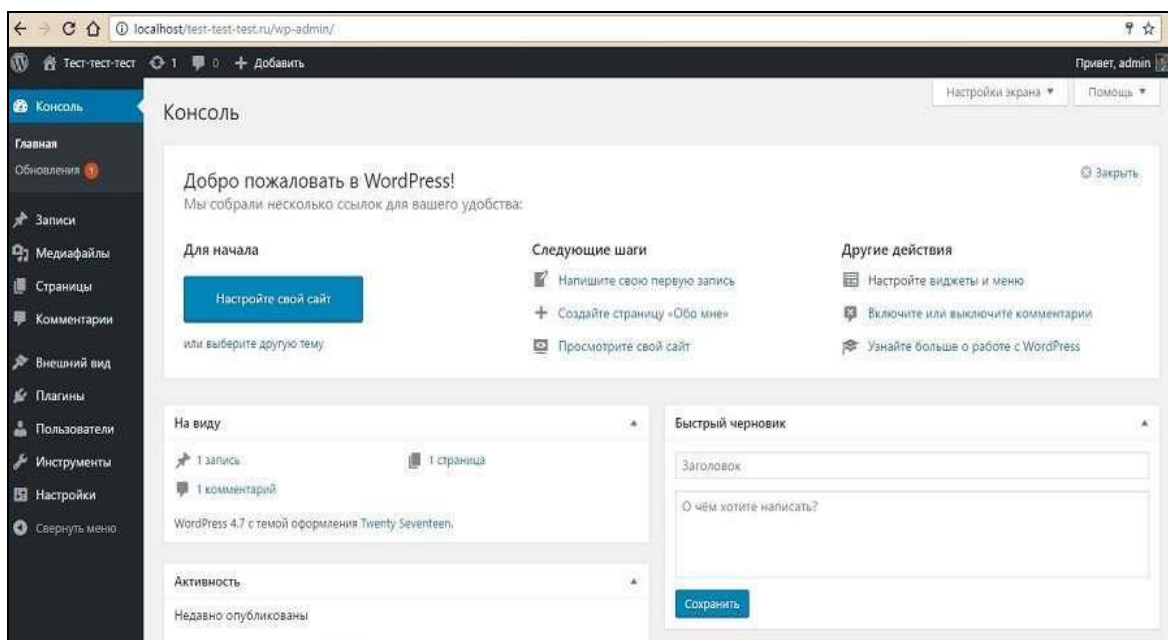 localhost/test-test-test.ru/wp-admin/
Тест-тест-тест 1 0 + Добавить
Привет, admin
Консоль
Главная
Обновления 1
Записи
Медиафайлы
Страницы
Комментарии
Внешний вид
Плагины
Пользователи
Инструменты
Настройки
Свернуть меню
Настройки экрана
Помощь
Консоль
Добро пожаловать в WordPress!
Мы собрали несколько ссылок для вашего удобства:
Закрыть
Для начала
Настройте свой сайт
или выберите другую тему
Следующие шаги
Напишите свою первую запись
Создайте страницу «Обо мне»
Просмотрите свой сайт
Другие действия
Настройте виджеты и меню
Включите или выключите комментарии
Узнайте больше о работе с WordPress
На виду
1 запись
1 страница
1 комментарий
WordPress 4.7 с темой оформления Twenty Seventeen.
Активность
Недавно опубликованы
Быстрый черновик
Заголовок
О чём хотите написать?
Сохранить